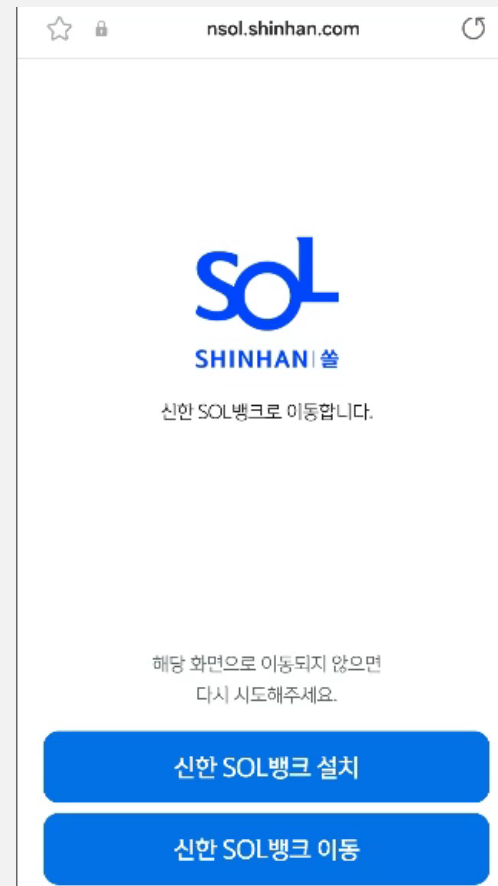 nsol.shinhan.com
SOL
SHINHAN | 쏠
신한 SOL뱅크로 이동합니다.
해당 화면으로 이동되지 않으면
다시 시도해주세요.
신한 SOL뱅크 설치
신한 SOL뱅크 이동